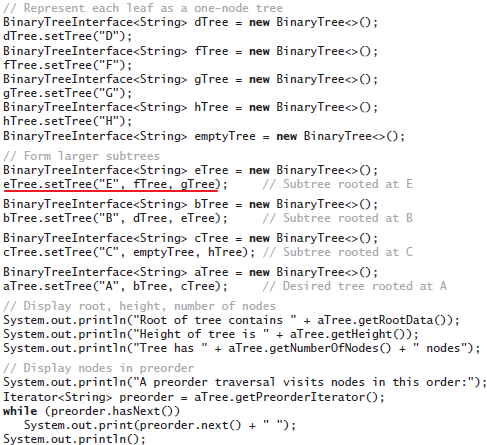 // Represent each leaf as a one-node tree
BinaryTreeInterface<String> dTree = new BinaryTree<>();
dTree.setTree("D");
BinaryTreeInterface<String> fTree = new BinaryTree<>();
fTree.setTree("F");
BinaryTreeInterface<String> gTree = new BinaryTree<>();
gTree.setTree("G");
BinaryTreeInterface<String> hTree = new BinaryTree<>();
hTree.setTree("H");
BinaryTreeInterface<String> emptyTree = new BinaryTree<>();
// Form larger subtrees
BinaryTreeInterface<String> eTree = new BinaryTree<>();
eTree.setTree("E", fTree, gTree); // Subtree rooted at E
BinaryTreeInterface<String> bTree = new BinaryTree<>();
bTree.setTree("B", dTree, eTree); // Subtree rooted at B
BinaryTreeInterface<String> cTree = new BinaryTree<>();
cTree.setTree("C", emptyTree, hTree); // Subtree rooted at C
BinaryTreeInterface<String> aTree = new BinaryTree<>();
aTree.setTree("A", bTree, cTree); // Desired tree rooted at A
// Display root, height, number of nodes
System.out.println("Root of tree contains " + aTree.getRootData());
System.out.println("Height of tree is " + aTree.getHeight());
System.out.println("Tree has " + aTree.getNumberOfNodes() + " nodes");
// Display nodes in preorder
System.out.println("A preorder traversal visits nodes in this order:");
Iterator<String> preorder = aTree.getPreorderIterator();
while (preorder.hasNext())
System.out.print(preorder.next() + " ");
System.out.println();